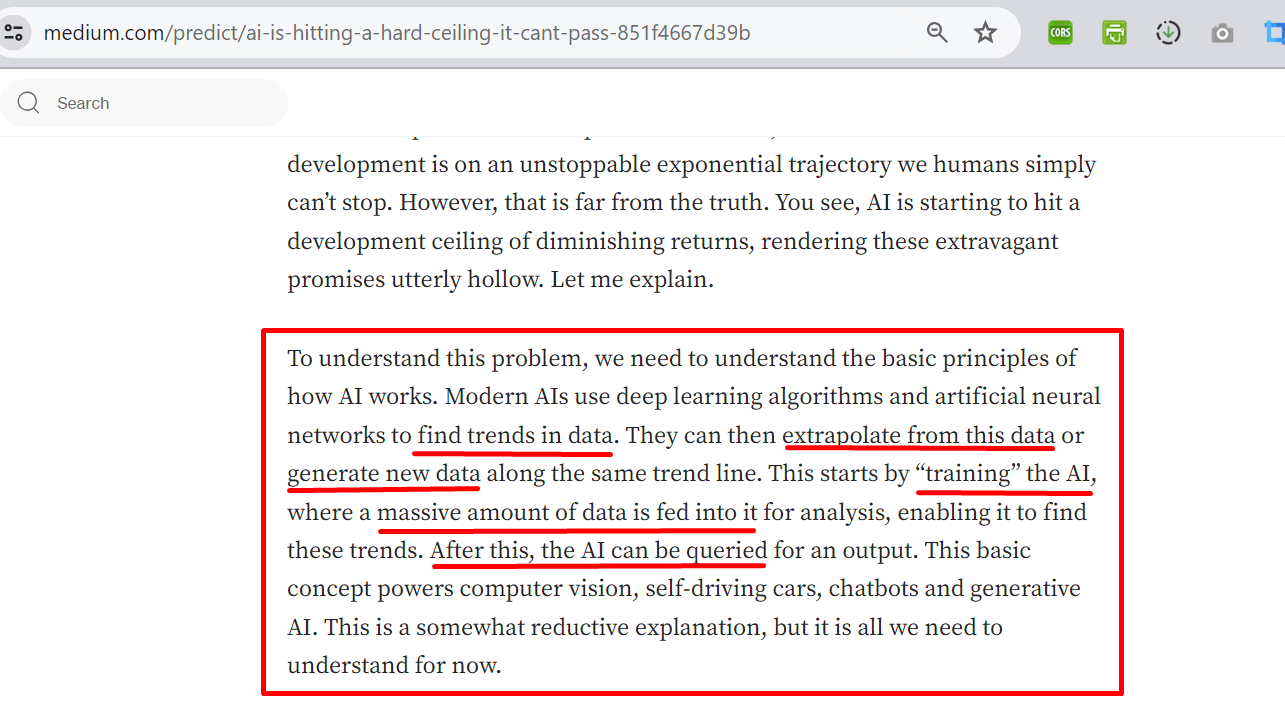 medium.com/predict/ai-is-hitting-a-hard-ceiling-it-cant-pass-851f4667d39b
CORS
Search
development is on an unstoppable exponential trajectory we humans simply
can’t stop. However, that is far from the truth. You see, AI is starting to hit a
development ceiling of diminishing returns, rendering these extravagant
promises utterly hollow. Let me explain.
To understand this problem, we need to understand the basic principles of
how AI works. Modern AIs use deep learning algorithms and artificial neural
networks to find trends in data. They can then extrapolate from this data or
generate new data along the same trend line. This starts by “training” the AI,
where a massive amount of data is fed into it for analysis, enabling it to find
these trends. After this, the AI can be queried for an output. This basic
concept powers computer vision, self-driving cars, chatbots and generative
AI. This is a somewhat reductive explanation, but it is all we need to
understand for now.